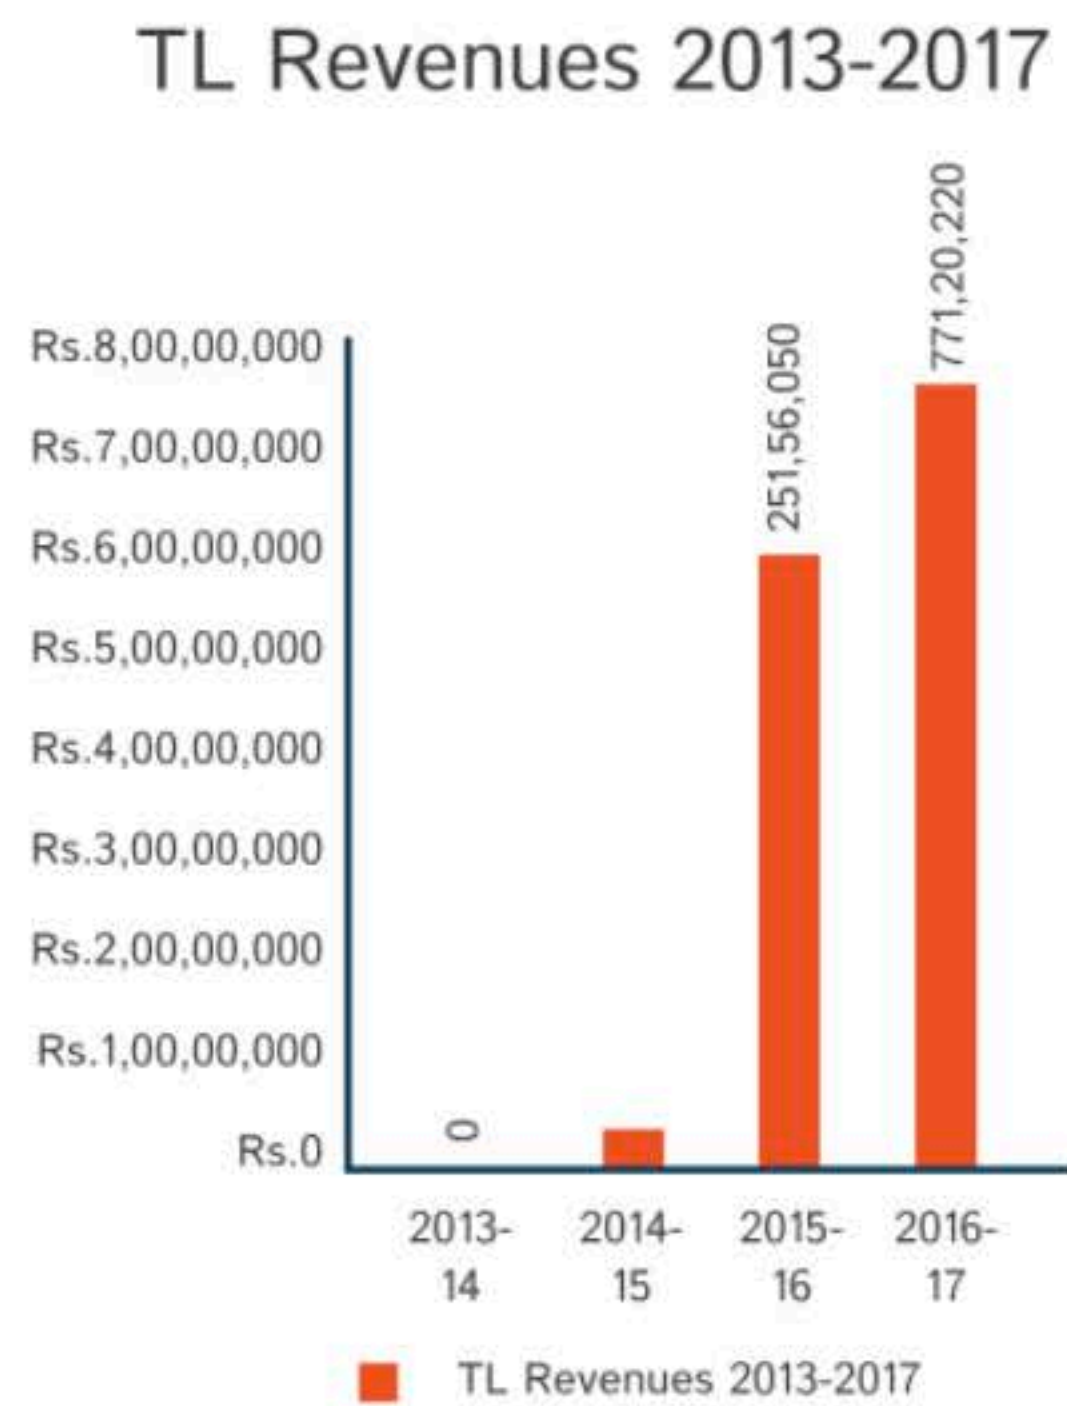 TL Revenues 2013-2017
771,20,220
251,56,050
Rs.8,00,00,000
Rs.7,00,00,000
Rs.6,00,00,000
Rs.5,00,00,000
Rs.4,00,00,000
Rs.3,00,00,000
Rs.2,00,00,000
Rs.1,00,00,000
0
Rs.0
2013- 2014- 2015- 2016-
14 15 16 17
TL Revenues 2013-2017